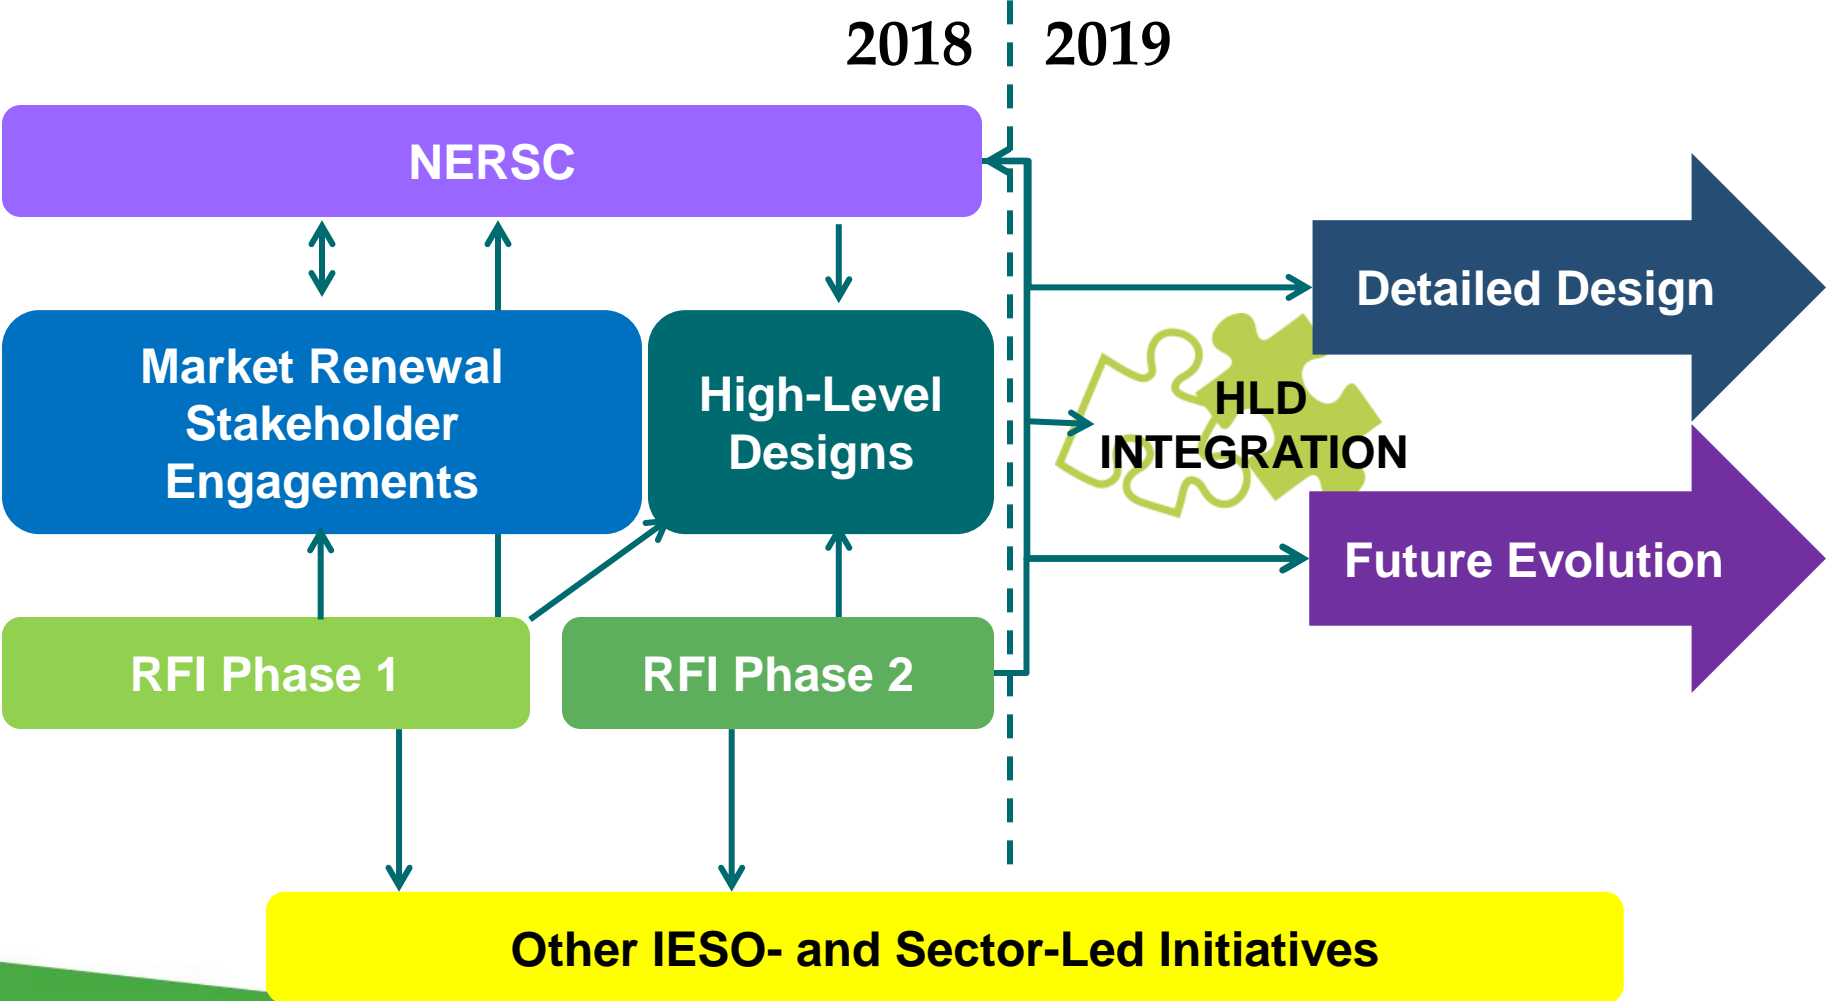 2018
2019
NERSC
Market Renewal
Stakeholder
Engagements
High-Level
Designs
Detailed Design
HLD
INTEGRATION
Future Evolution
RFI Phase 1
RFI Phase 2
Other IESO- and Sector-Led Initiatives